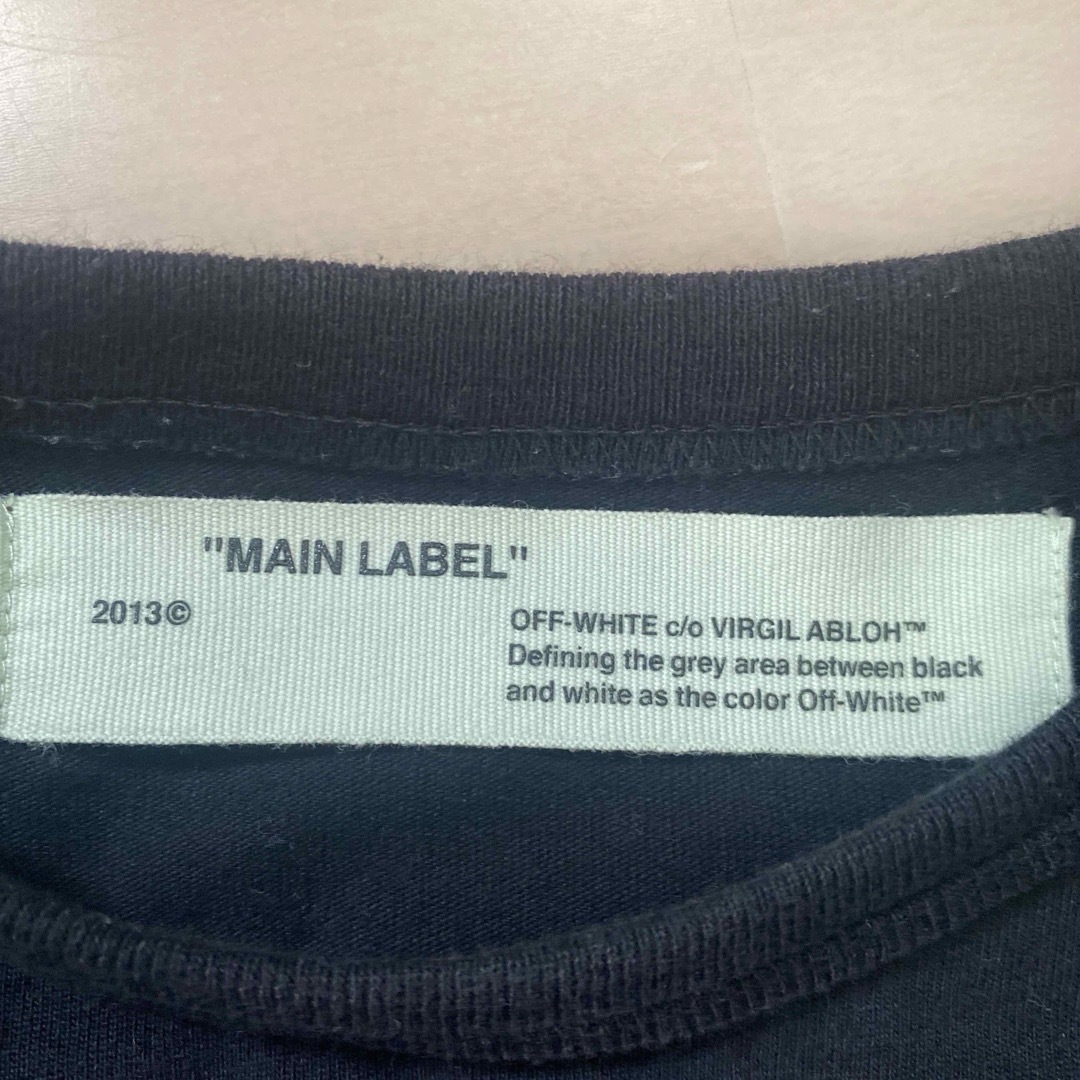 "MAIN LABEL"
2013©
OFF-WHITE c/o VIRGIL ABLOH™
Defining the grey area between black
and white as the color Off-White™